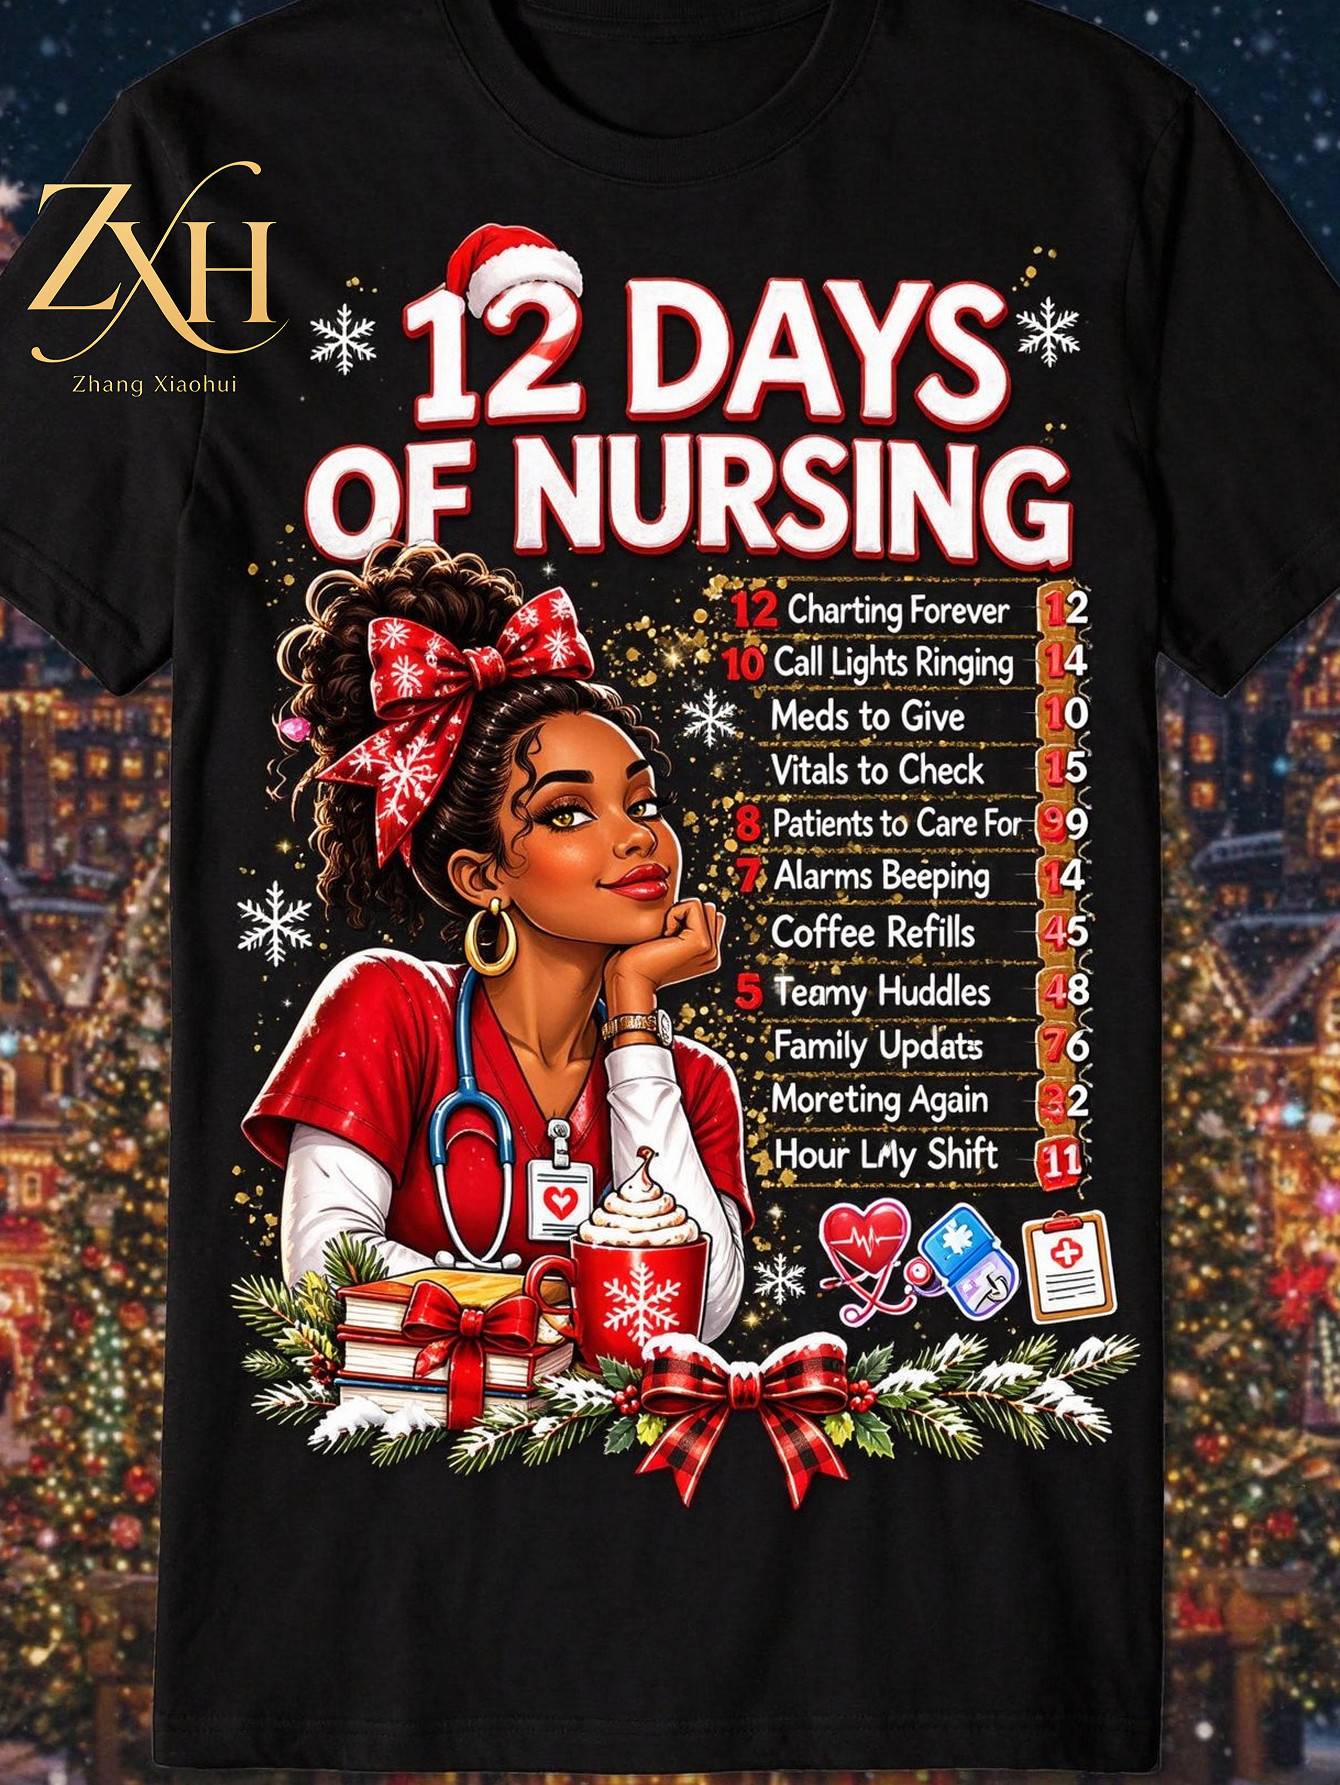 ZXH
Zhang Xiaohui
12 DAYS
OF NURSING
12 Charting Forever 12
10 Call Lights Ringing 14
Meds to Give 10
Vitals to Check 15
8 Patients to Care For 99
7 Alarms Beeping 14
Coffee Refills 45
5 Teamy Huddles 48
Family Updats 76
Moreting Again 32
Hour LMy Shift 11